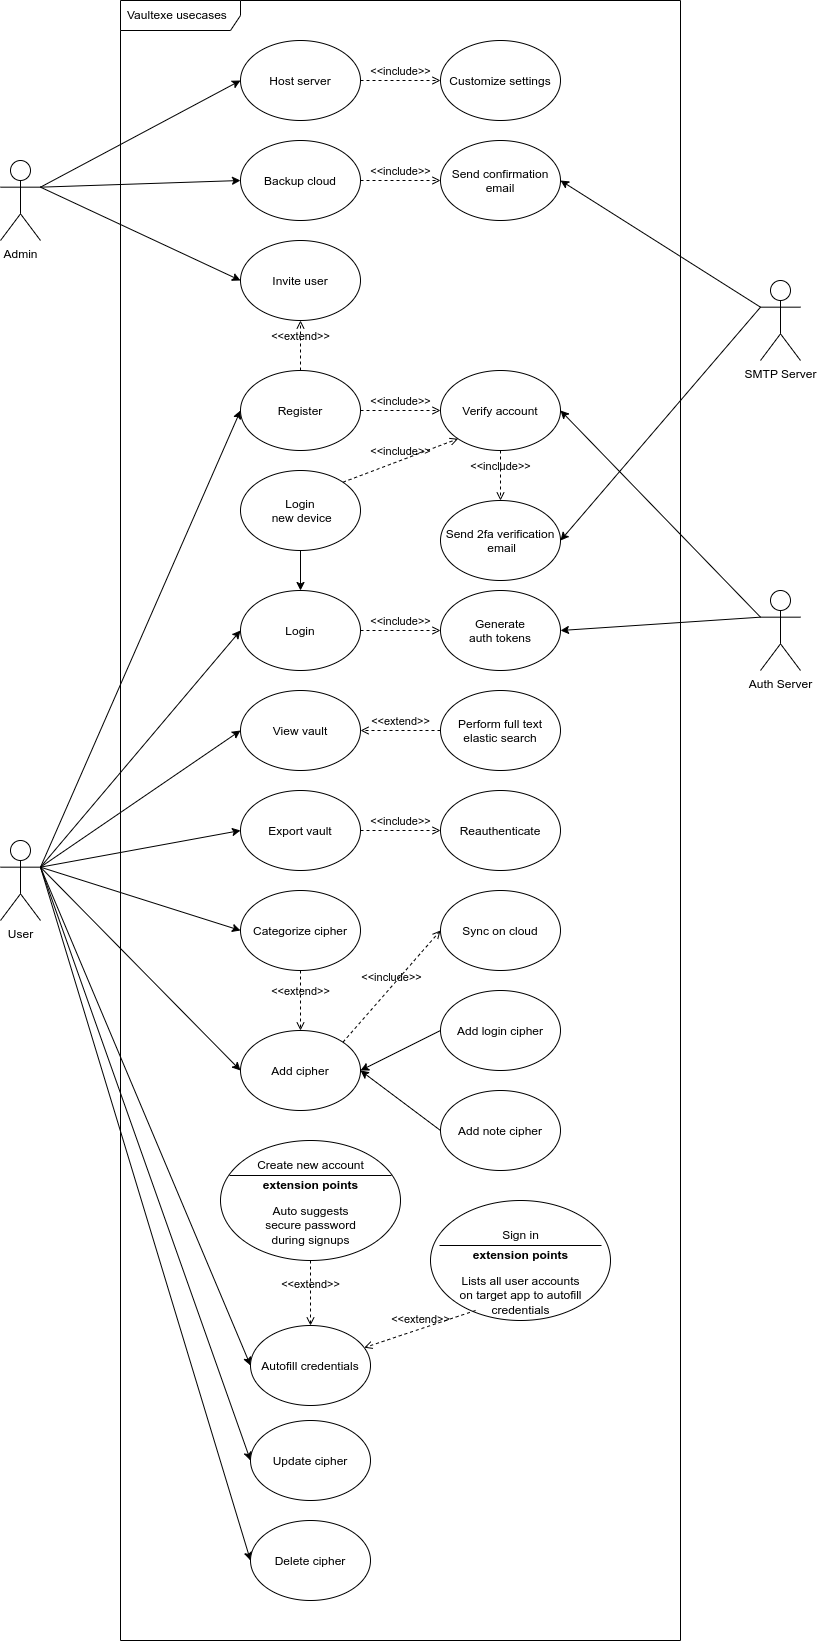 Vaultexe usecases
Host server
<<include>>
Customize settings
Backup cloud
<<include>>
Send confirmation
email
Admin
Invite user
<<extend>>
SMTP Server
Register
<<include>>
Verify account
<<include>>
<<include>>
Login
new device
Send 2fa verification
email
Login
<<include>>
Generate
auth tokens
Auth Server
View vault
<<extend>>
Perform full text
elastic search
Export vault
<<include>>
Reauthenticate
User
Categorize cipher
Sync on cloud
<<include>>
<<extend>>
Add login cipher
Add cipher
Add note cipher
Create new account
extension points
Auto suggests
secure password
during signups
Sign in
extension points
Lists all user accounts
on target app to autofill
credentials
<<extend>>
<<extend>>
Autofill credentials
Update cipher
Delete cipher